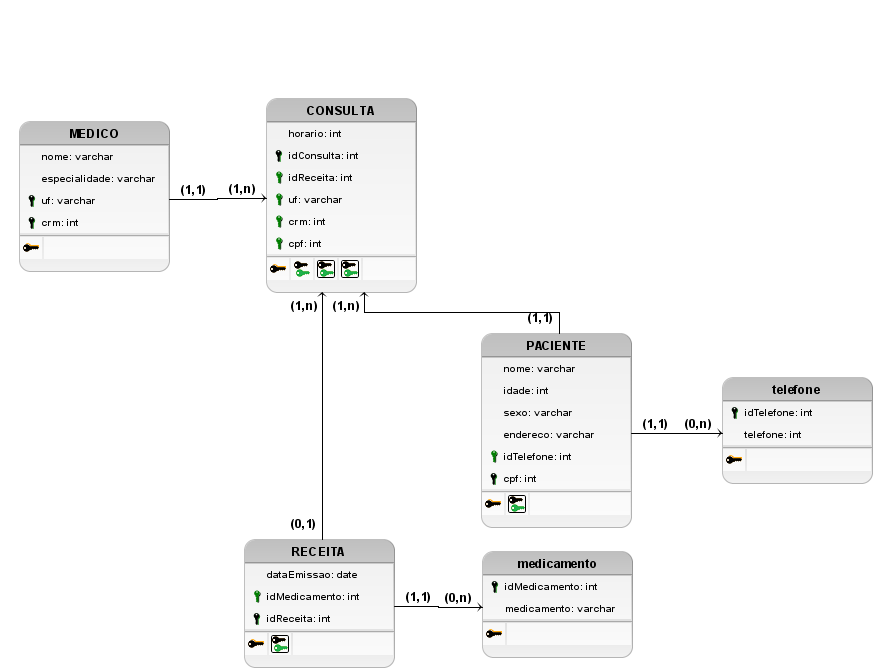 CONSULTA
horario: int
idConsulta: int
idReceita: int
uf: varchar
crm: int
cpf: int
MEDICO
nome: varchar
especialidade: varchar
uf: varchar
crm: int
(1,1)
(1,n)
(1,n)
(1,n)
(1,1)
PACIENTE
nome: varchar
idade: int
sexo: varchar
endereco: varchar
idTelefone: int
cpf: int
(1,1)
(0,n)
telefone
idTelefone: int
telefone: int
(0,1)
RECEITA
dataEmissao: date
idMedicamento: int
idReceita: int
(1,1)
(0,n)
medicamento
idMedicamento: int
medicamento: varchar